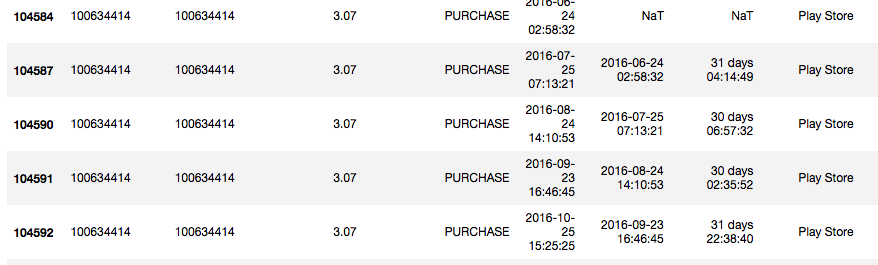 104584 100634414 100634414 3.07 PURCHASE 2016-06-
24
02:58:32 NaT NaT Play Store
104587 100634414 100634414 3.07 PURCHASE 2016-07-
25
07:13:21 2016-06-24
02:58:32 31 days
04:14:49 Play Store
104590 100634414 100634414 3.07 PURCHASE 2016-08-
24
14:10:53 2016-07-25
07:13:21 30 days
06:57:32 Play Store
104591 100634414 100634414 3.07 PURCHASE 2016-09-
23
16:46:45 2016-08-24
14:10:53 30 days
02:35:52 Play Store
104592 100634414 100634414 3.07 PURCHASE 2016-10-
25
15:25:25 2016-09-23
16:46:45 31 days
22:38:40 Play Store